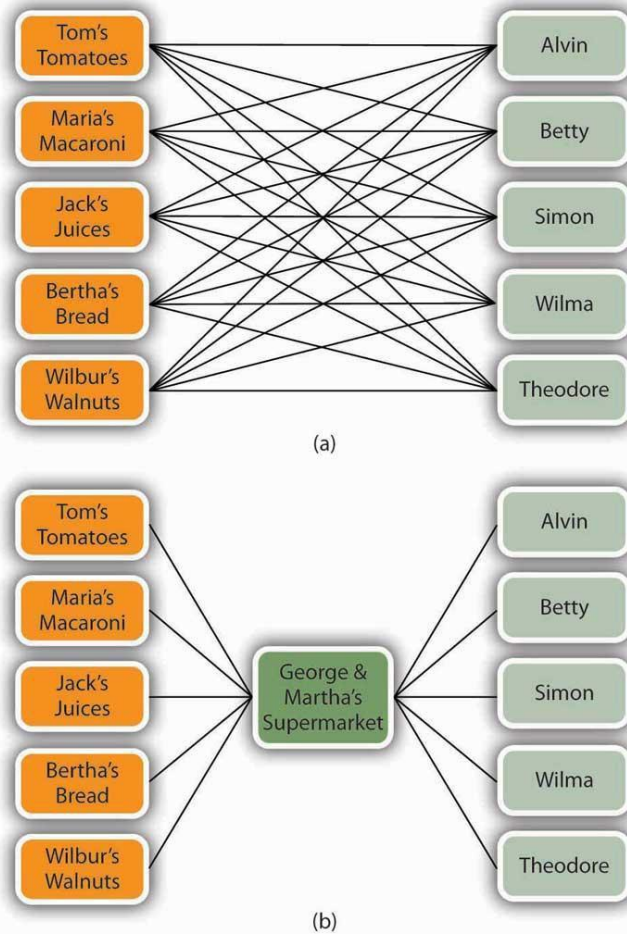 Tom's
Tomatoes
Alvin
Maria's
Macaroni
Betty
Jack's
Juices
Simon
Bertha's
Bread
Wilma
Wilbur's
Walnuts
Theodore
(a)
Tom's
Tomatoes
Alvin
Maria's
Macaroni
Betty
Jack's
Juices
George &
Martha's
Supermarket
Simon
Bertha's
Bread
Wilma
Wilbur's
Walnuts
Theodore
(b)